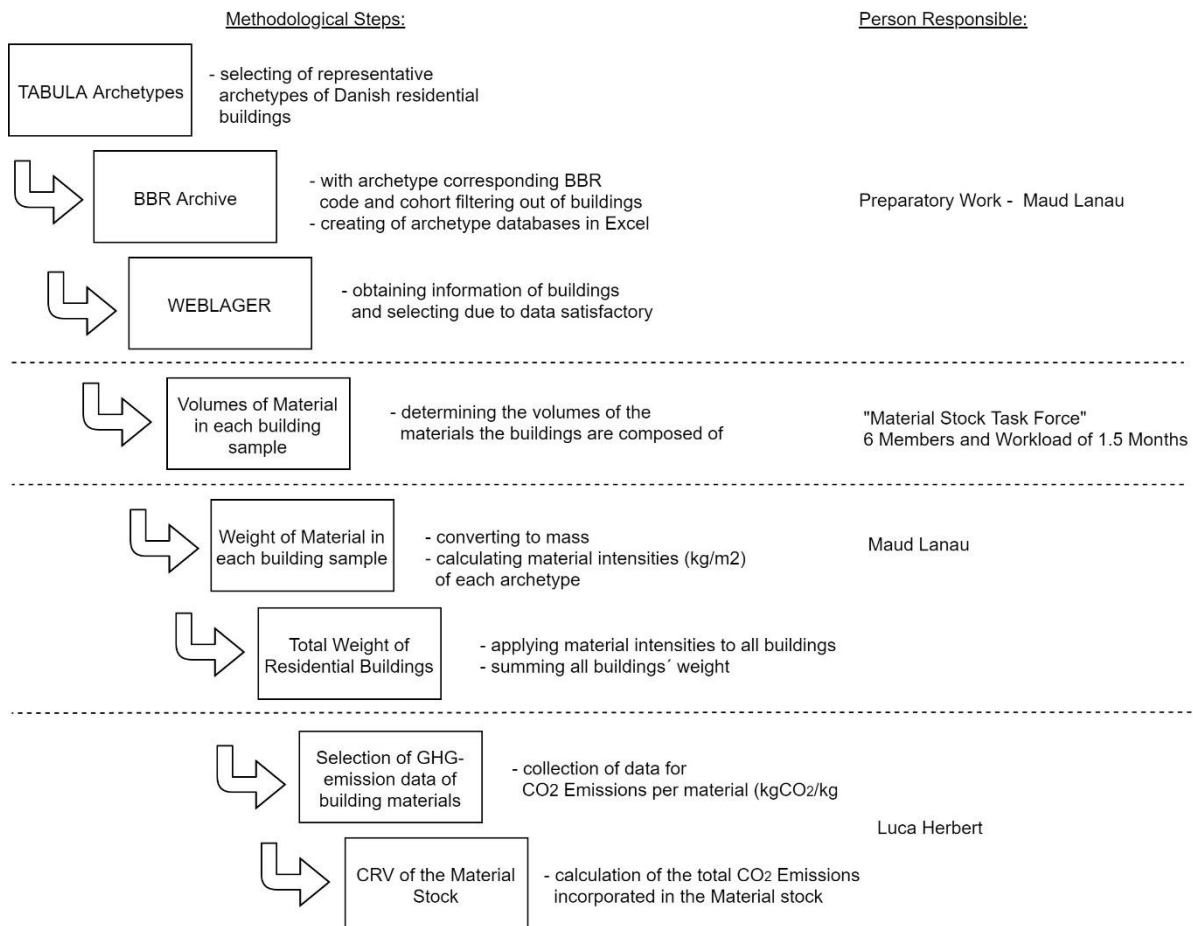 Methodological Steps:
Person Responsible:
TABULA Archetypes
- selecting of representative
archetypes of Danish residential
buildings
BBR Archive
- with archetype corresponding BBR
code and cohort filtering out of buildings
- creating of archetype databases in Excel
Preparatory Work - Maud Lanau
WEBLAGER
- obtaining information of buildings
and selecting due to data satisfactory
Volumes of Material
in each building
sample
- determining the volumes of the
materials the buildings are composed of
"Material Stock Task Force"
6 Members and Workload of 1.5 Months
Weight of Material in
each building sample
- converting to mass
- calculating material intensities (kg/m2)
of each archetype
Maud Lanau
Total Weight of
Residential Buildings
- applying material intensities to all buildings
- summing all buildings´ weight
Selection of GHG-
emission data of
building materials
- collection of data for
CO2 Emissions per material (kgCO2/kg
Luca Herbert
CRV of the Material
Stock
- calculation of the total CO2 Emissions
incorporated in the Material stock